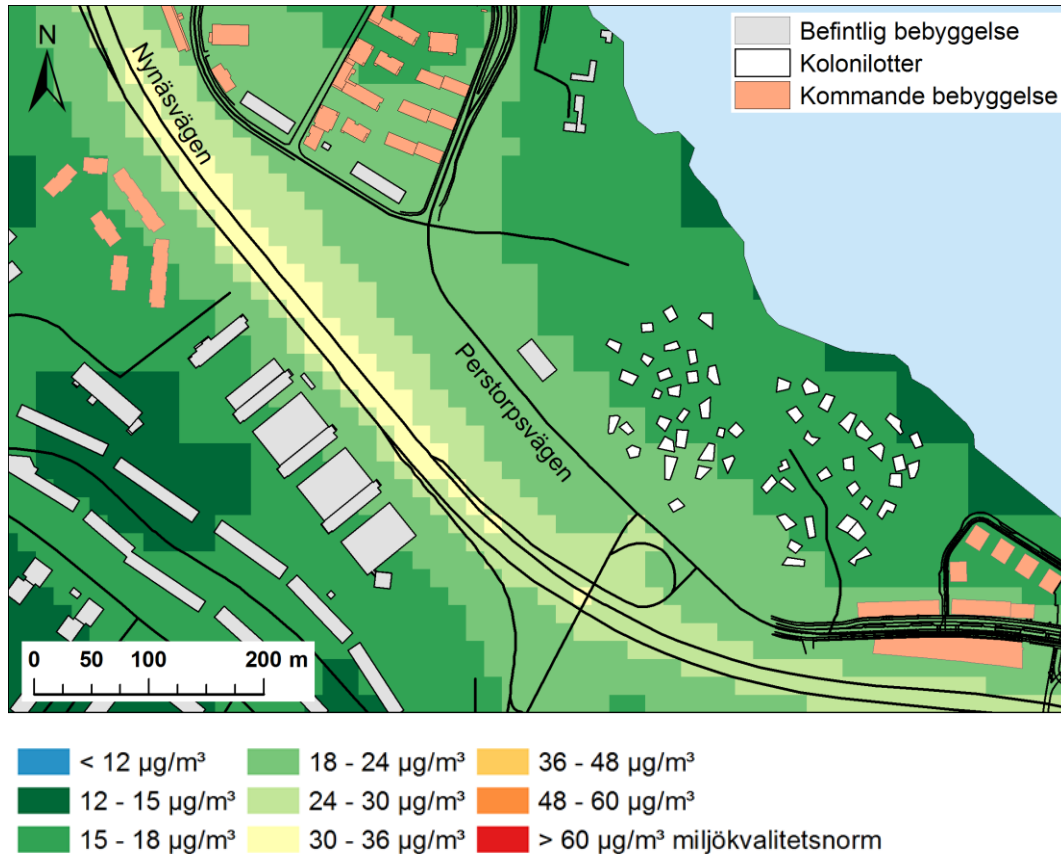 N
Nynäsvägen
Befintlig bebyggelse
Kolonilotter
Kommande bebyggelse
Perstorpsvägen
0 50 100 200 m
< 12 µg/m³
12 - 15 µg/m³
15 - 18 µg/m³
18 - 24 µg/m³
24 - 30 µg/m³
30 - 36 µg/m³
36 - 48 µg/m³
48 - 60 µg/m³
> 60 µg/m³ miljökvalitetsnorm